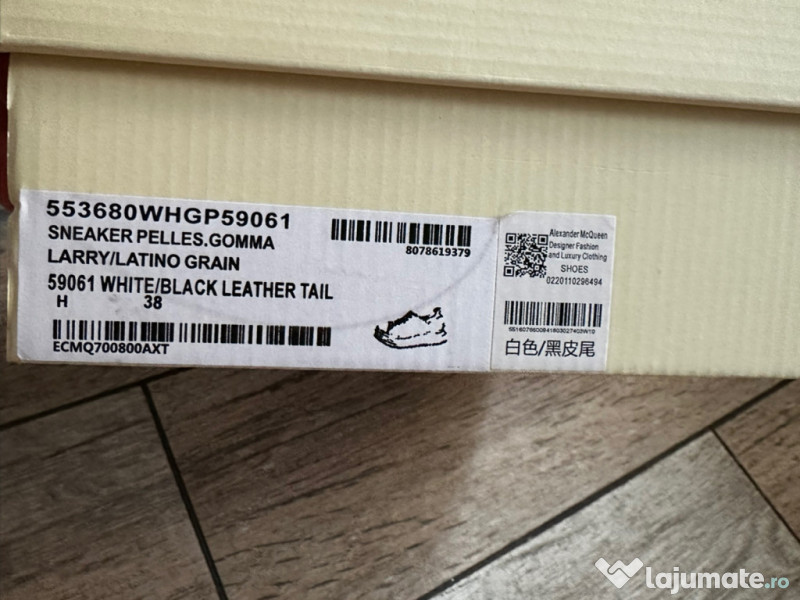 553680WHGP59061
SNEAKER PELLES.GOMMA
LARRY/LATINO GRAIN
59061 WHITE/BLACK LEATHER TAIL
H 38
ECMQ700800AXT
8078619379
Alexander McQueen
Designer Fashion
and Luxury Clothing
SHOES
0220110296494
白色/黑皮尾
lajumate.ro